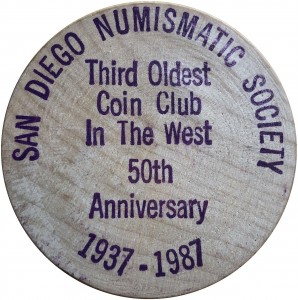 SAN DIEGO NUMISMATIC SOCIETY
Third Oldest
Coin Club
In The West
50th
Anniversary
1937-1987